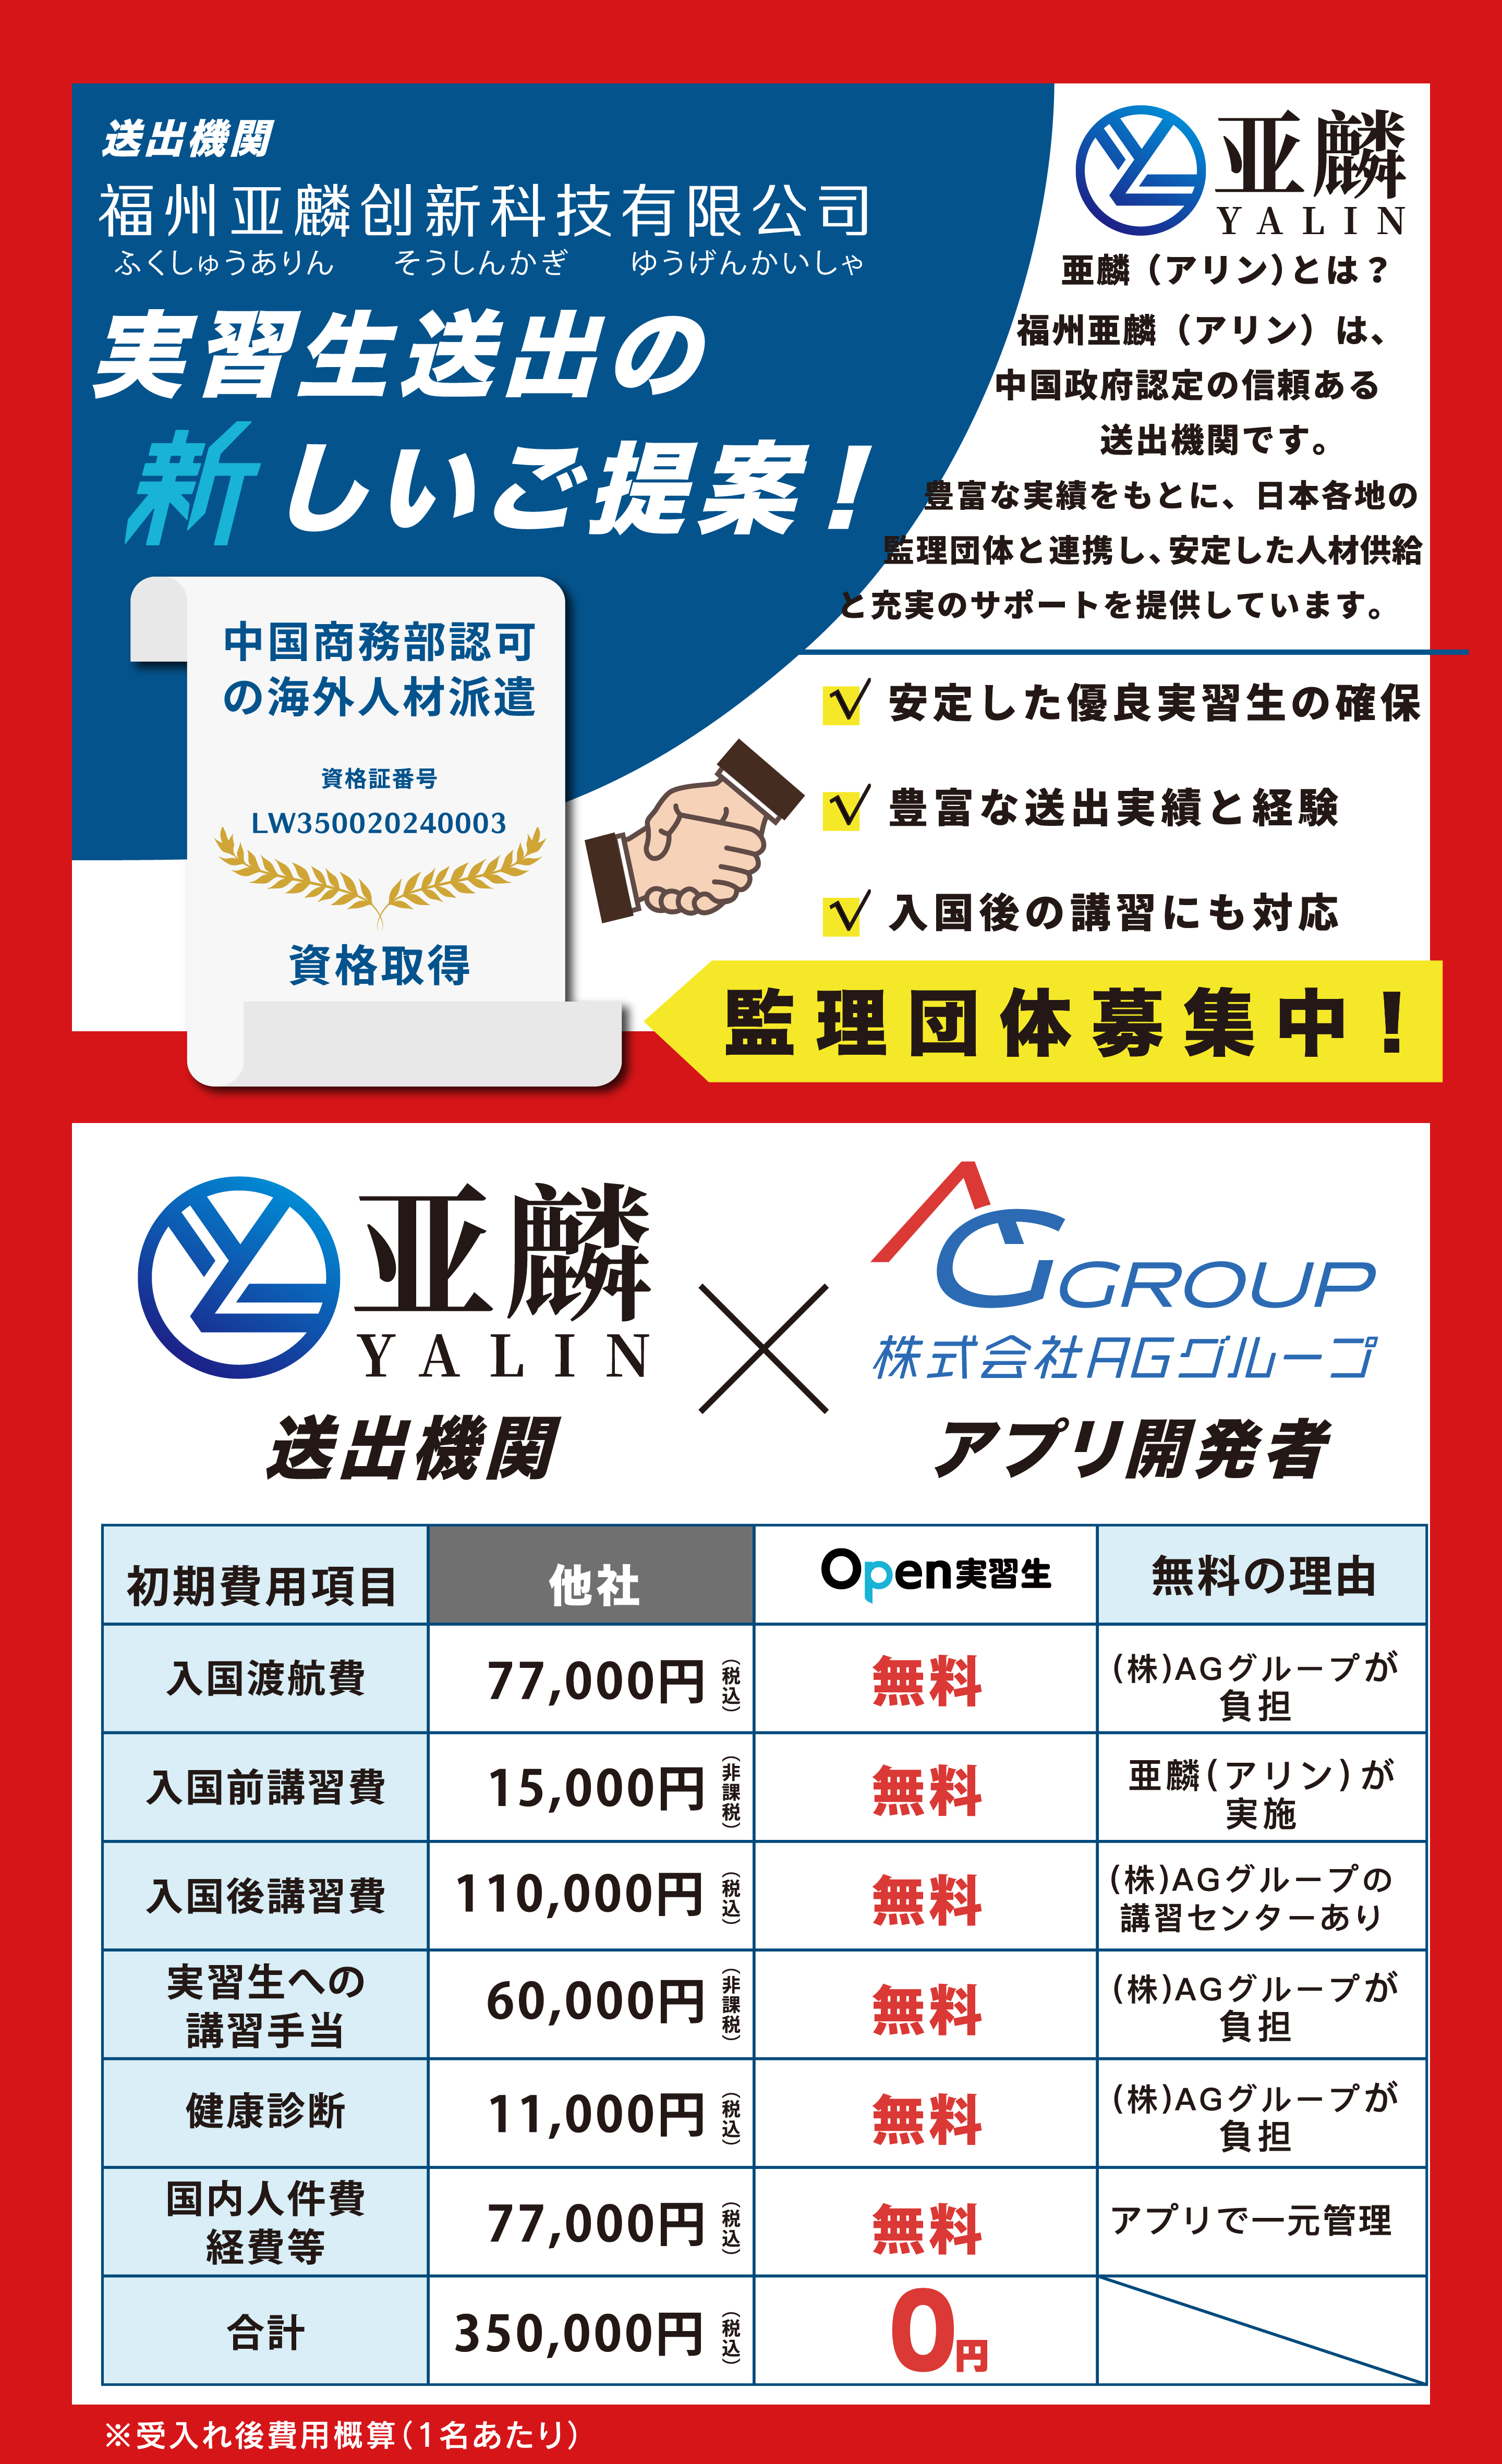 送出機関
福州亚麟创新科技有限公司
ふくしゅうありん そうしんかぎ ゆうげんかいしゃ
実習生送出の
新しいご提案！
亚麟
YALIN
亜麟（アリン）とは？
福州亜麟（アリン）は、
中国政府認定の信頼ある
送出機関です。
豊富な実績をもとに、日本各地の
監理団体と連携し、安定した人材供給
と充実のサポートを提供しています。
中国商務部認可
の海外人材派遣
資格証番号
LW350020240003
資格取得
安定した優良実習生の確保
豊富な送出実績と経験
入国後の講習にも対応
監理団体募集中！
亚麟
YALIN
送出機関
AG GROUP
株式会社AGグループ
アプリ開発者
初期費用項目 他社 Open実習生 無料の理由
入国渡航費 77,000円（税込） 無料 (株)AGグループが
負担
入国前講習費 15,000円（非課税） 無料 亜麟(アリン)が
実施
入国後講習費 110,000円（税込） 無料 (株)AGグループの
講習センターあり
実習生への
講習手当 60,000円（非課税） 無料 (株)AGグループが
負担
健康診断 11,000円（税込） 無料 (株)AGグループが
負担
国内人件費
経費等 77,000円（税込） 無料 アプリで一元管理
合計 350,000円（税込） 0円
※受入れ後費用概算(1名あたり)